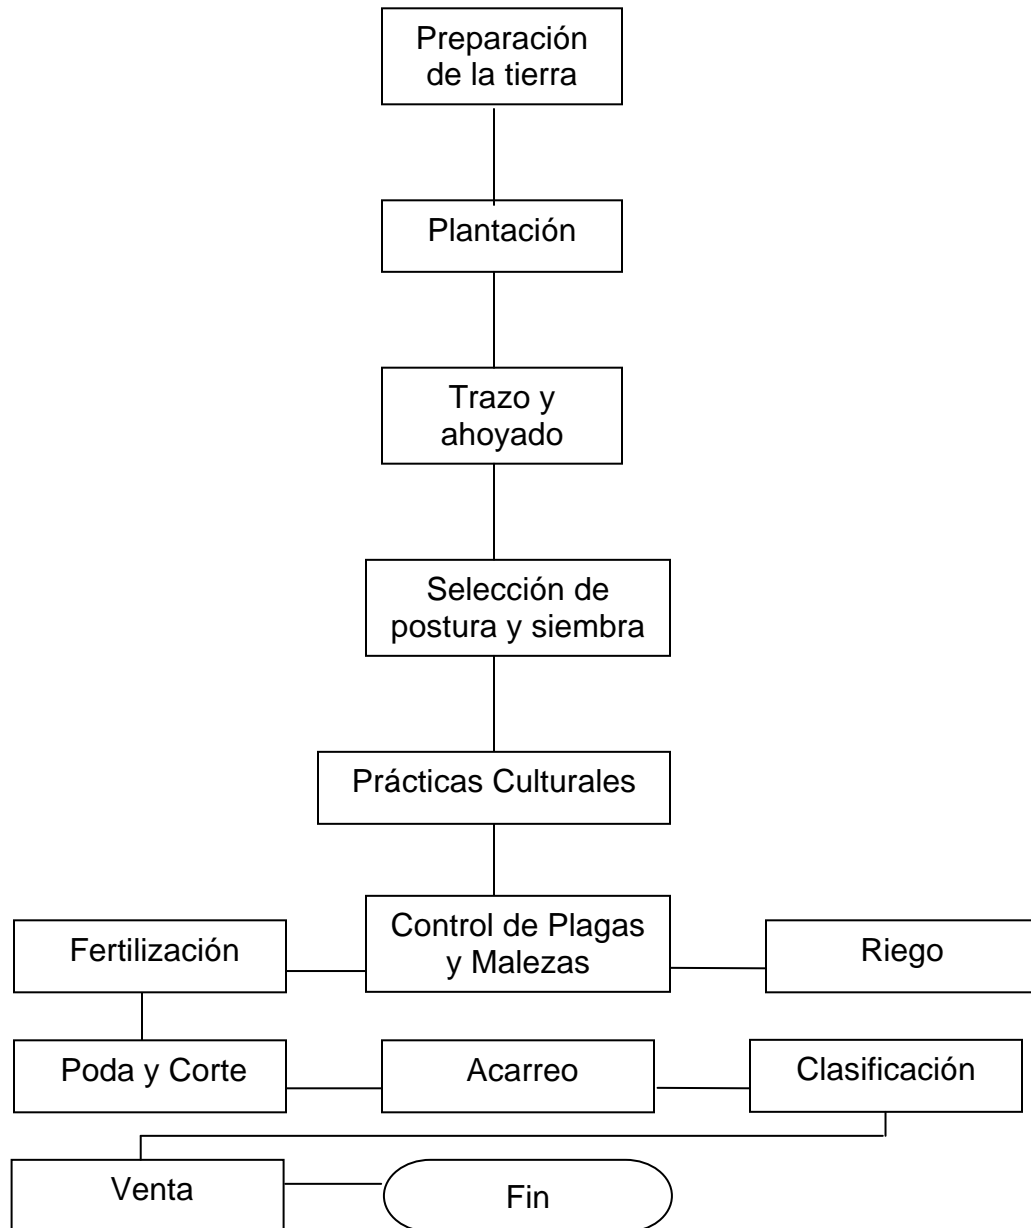 Preparación
de la tierra
Plantación
Trazo y
ahoyado
Selección de
postura y siembra
Prácticas Culturales
Fertilización
Control de Plagas
y Malezas
Riego
Poda y Corte
Acarreo
Clasificación
Venta
Fin